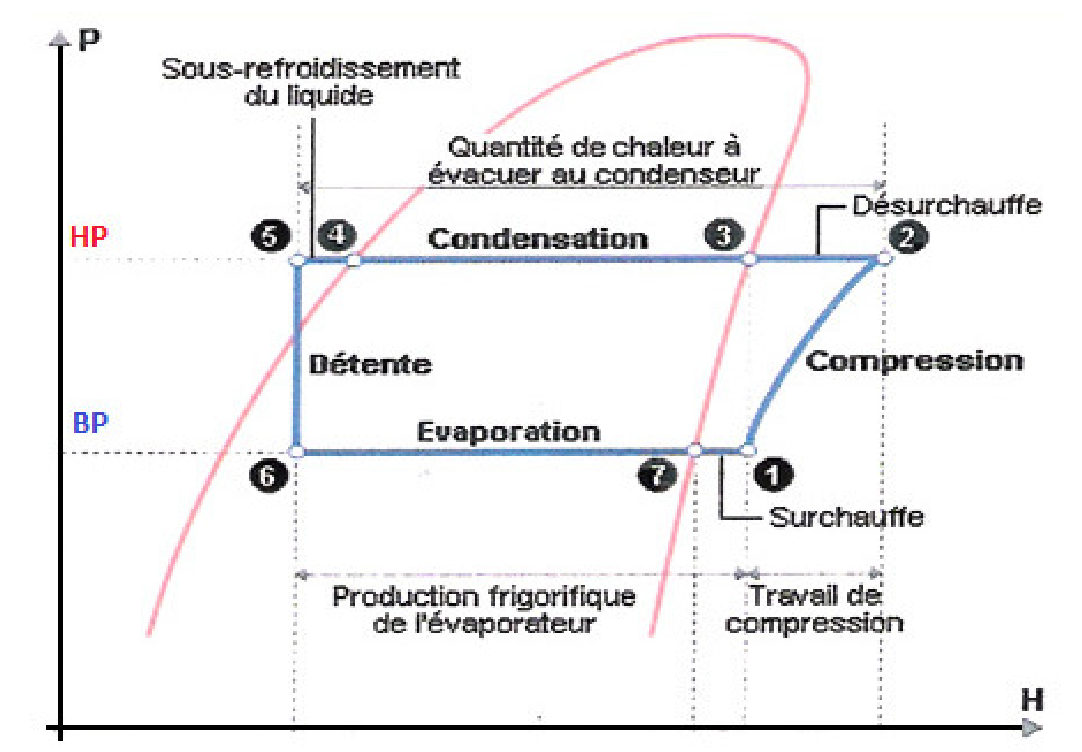 P
Sous-refroidissement
du liquide
Quantité de chaleur à
évacuer au condenseur
Désurchauffe
HP
5
4
Condensation
3
2
Détente
Compression
BP
Evaporation
6
7
1
Surchauffe
Production frigorifique
de l'évaporateur
Travail de
compression
H